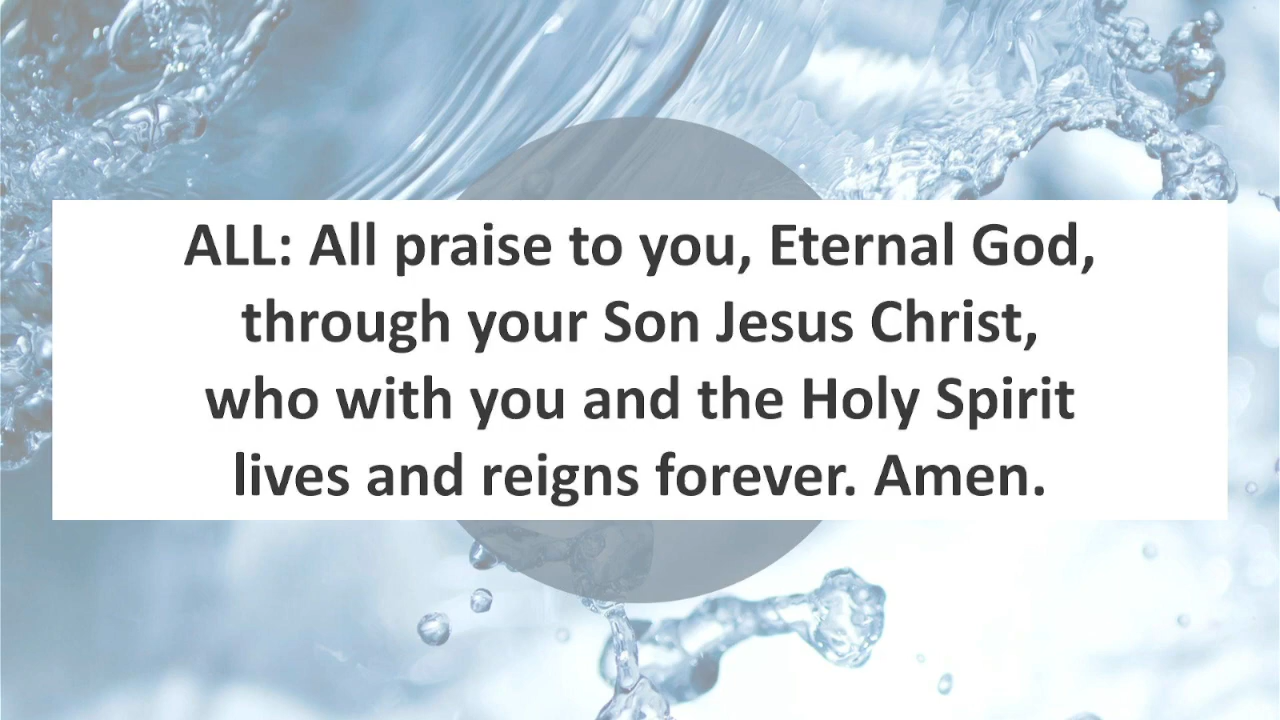 ALL: All praise to you, Eternal God,
through your Son Jesus Christ,
who with you and the Holy Spirit
lives and reigns forever. Amen.